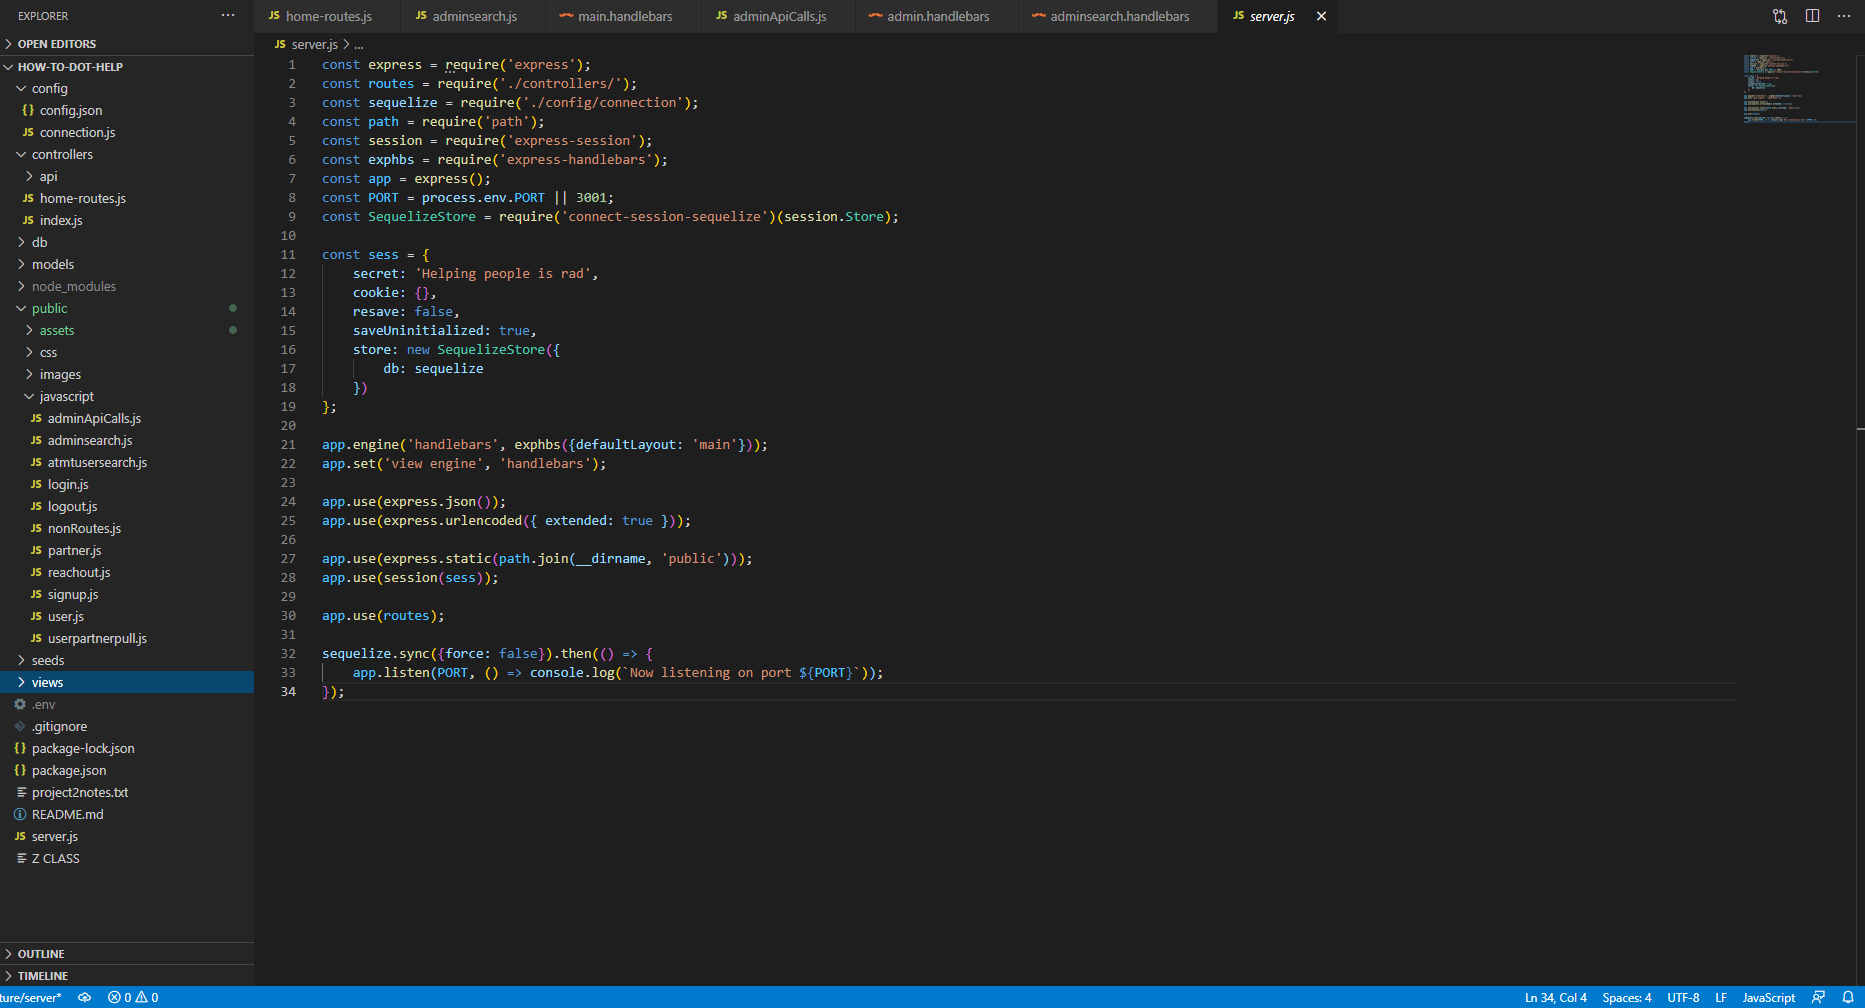 EXPLORER
OPEN EDITORS
HOW-TO-DOT-HELP
config
config.json
connection.js
controllers
api
home-routes.js
index.js
db
models
node_modules
public
assets
css
images
javascript
adminApiCalls.js
adminsearch.js
atmtusersearch.js
login.js
logout.js
nonRoutes.js
partner.js
reachout.js
signup.js
user.js
userpartnerpull.js
seeds
views
.env
.gitignore
package-lock.json
package.json
project2notes.txt
README.md
server.js
Z CLASS
OUTLINE
TIMELINE
JS home-routes.js JS adminsearch.js main.handlebars JS adminApiCalls.js admin.handlebars adminsearch.handlebars JS server.js
JS server.js > ...
1 const express = require('express');
2 const routes = require('./controllers/');
3 const sequelize = require('./config/connection');
4 const path = require('path');
5 const session = require('express-session');
6 const exphbs = require('express-handlebars');
7 const app = express();
8 const PORT = process.env.PORT || 3001;
9 const SequelizeStore = require('connect-session-sequelize')(session.Store);
10
11 const sess = {
12     secret: 'Helping people is rad',
13     cookie: {},
14     resave: false,
15     saveUninitialized: true,
16     store: new SequelizeStore({
17         db: sequelize
18     })
19 };
20
21 app.engine('handlebars', exphbs({defaultLayout: 'main'}));
22 app.set('view engine', 'handlebars');
23
24 app.use(express.json());
25 app.use(express.urlencoded({ extended: true }));
26
27 app.use(express.static(path.join(__dirname, 'public')));
28 app.use(session(sess));
29
30 app.use(routes);
31
32 sequelize.sync({force: false}).then(() => {
33     app.listen(PORT, () => console.log(`Now listening on port ${PORT}`));
34 });
ture/server* 0 0 Ln 34, Col 4 Spaces: 4 UTF-8 LF JavaScript